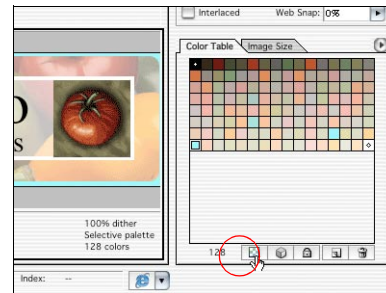 Interlaced Web Snap: 0%
Color Table Image Size
O
S
100% dither
Selective palette
128 colors
128
Index: --